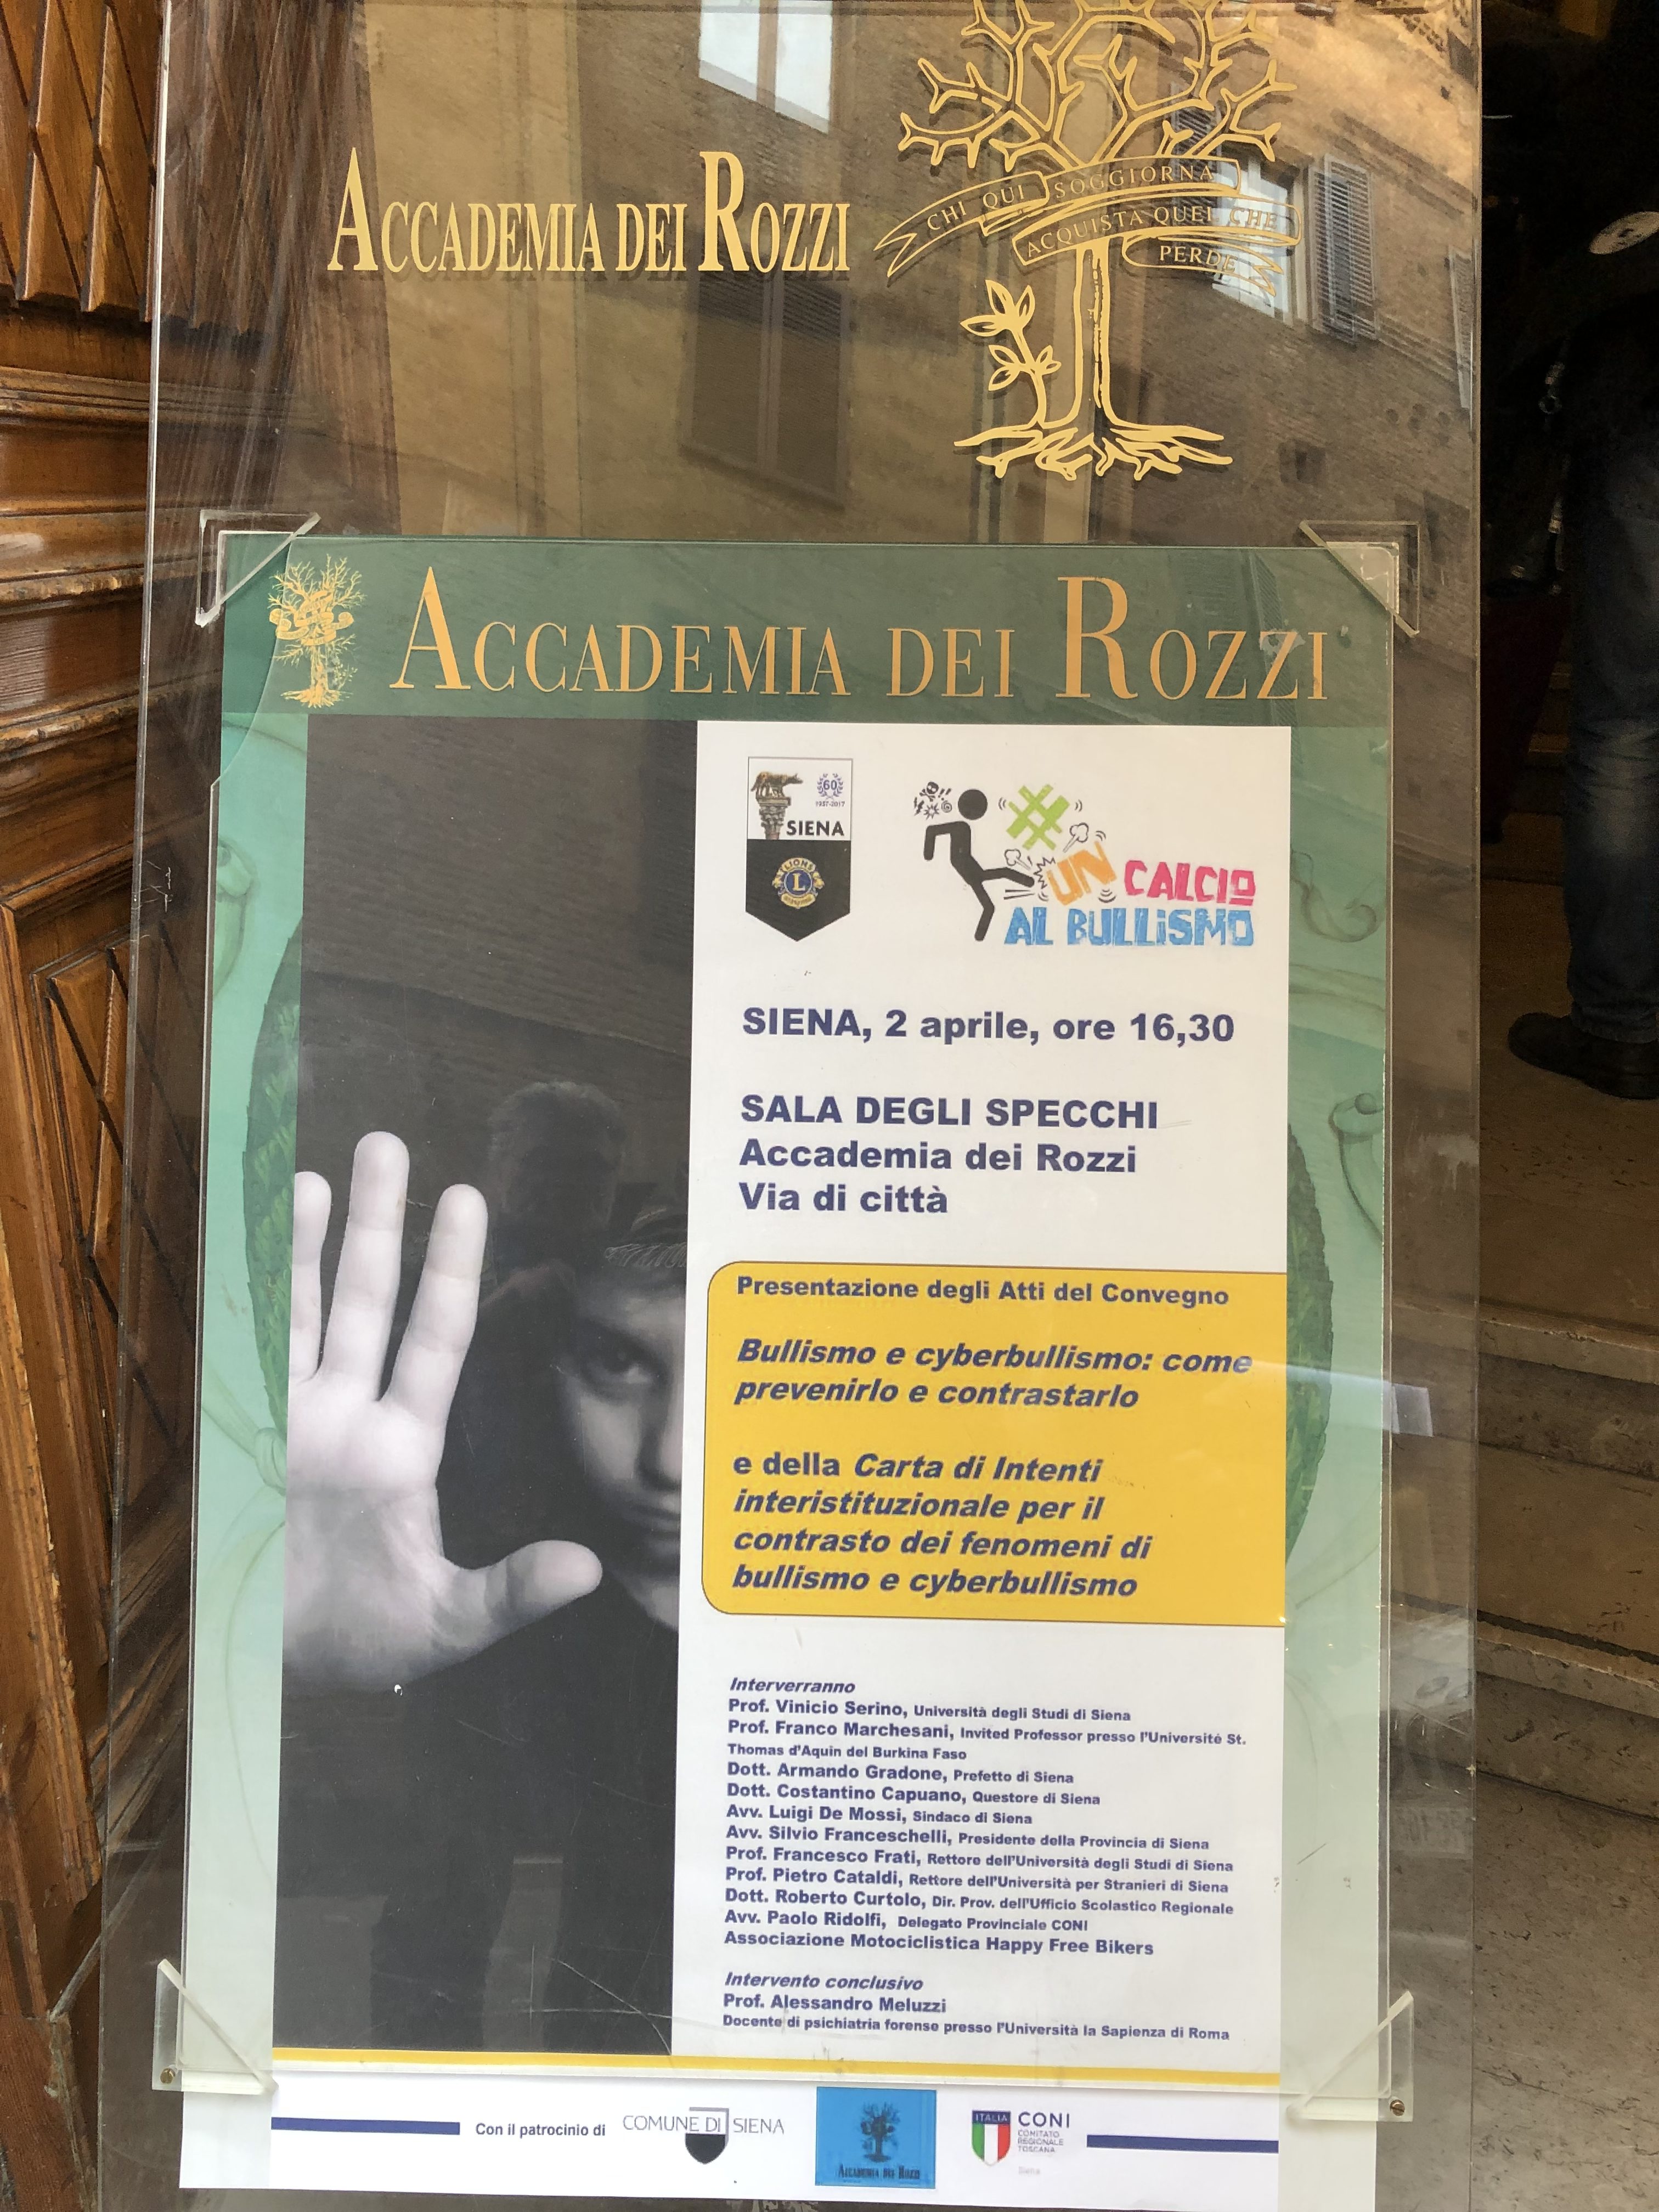 ACCADEMIA DEI ROZZI
CHI QUI SOGGIORNA
ACQUISTA QUEL CHE
PERDE
ACCADEMIA DEI ROZZI
60
1957-2017
SIENA
LIONS
L
#UN CALCIO
AL BULLiSMO
SIENA, 2 aprile, ore 16,30
SALA DEGLI SPECCHI
Accademia dei Rozzi
Via di città
Presentazione degli Atti del Convegno
Bullismo e cyberbullismo: come
prevenirlo e contrastarlo
e della Carta di Intenti
interistituzionale per il
contrasto dei fenomeni di
bullismo e cyberbullismo
Interverranno
Prof. Vinicio Serino, Università degli Studi di Siena
Prof. Franco Marchesani, Invited Professor presso l'Université St.
Thomas d'Aquin del Burkina Faso
Dott. Armando Gradone, Prefetto di Siena
Dott. Costantino Capuano, Questore di Siena
Avv. Luigi De Mossi, Sindaco di Siena
Avv. Silvio Franceschelli, Presidente della Provincia di Siena
Prof. Francesco Frati, Rettore dell'Università degli Studi di Siena
Prof. Pietro Cataldi, Rettore dell'Università per Stranieri di Siena
Dott. Roberto Curtolo, Dir. Prov. dell'Ufficio Scolastico Regionale
Avv. Paolo Ridolfi, Delegato Provinciale CONI
Associazione Motociclistica Happy Free Bikers
Intervento conclusivo
Prof. Alessandro Meluzzi
Docente di psichiatria forense presso l'Università la Sapienza di Roma
Con il patrocinio di
COMUNE DI SIENA
ACCADEMIA DEI ROZZI
ITALIA
CONI
COMITATO
REGIONALE
TOSCANA
Siena